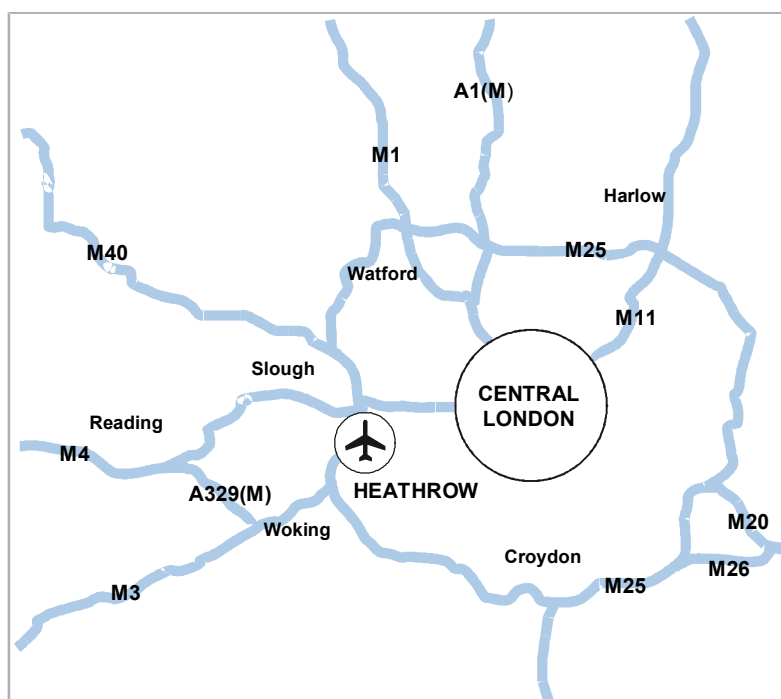 A1(M)
M1
Harlow
M40
M25
Watford
M11
Slough
CENTRAL
LONDON
Reading
M4
HEATHROW
A329(M)
Woking
M20
Croydon
M26
M25
M3